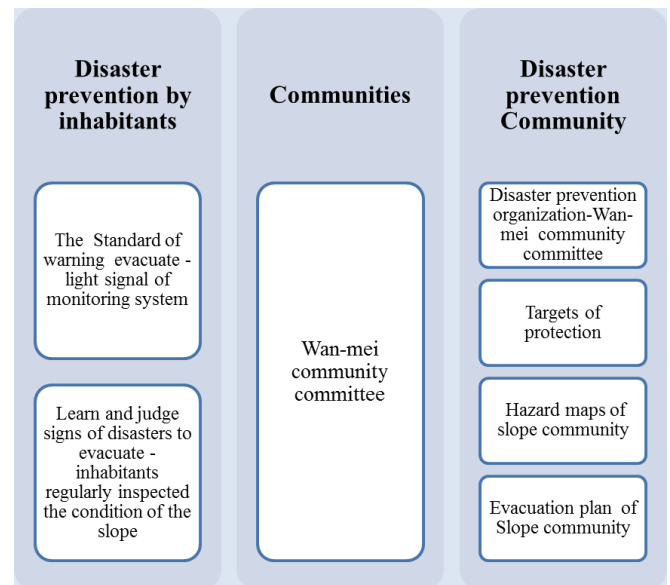 Disaster
prevention by
inhabitants
The Standard of
warning evacuate -
light signal of
monitoring system
Learn and judge
signs of disasters to
evacuate -
inhabitants
regularly inspected
the condition of the
slope
Communities
Wan-mei
community
committee
Disaster
prevention
Community
Disaster prevention
organization-Wan-
mei community
committee
Targets of
protection
Hazard maps of
slope community
Evacuation plan of
Slope community